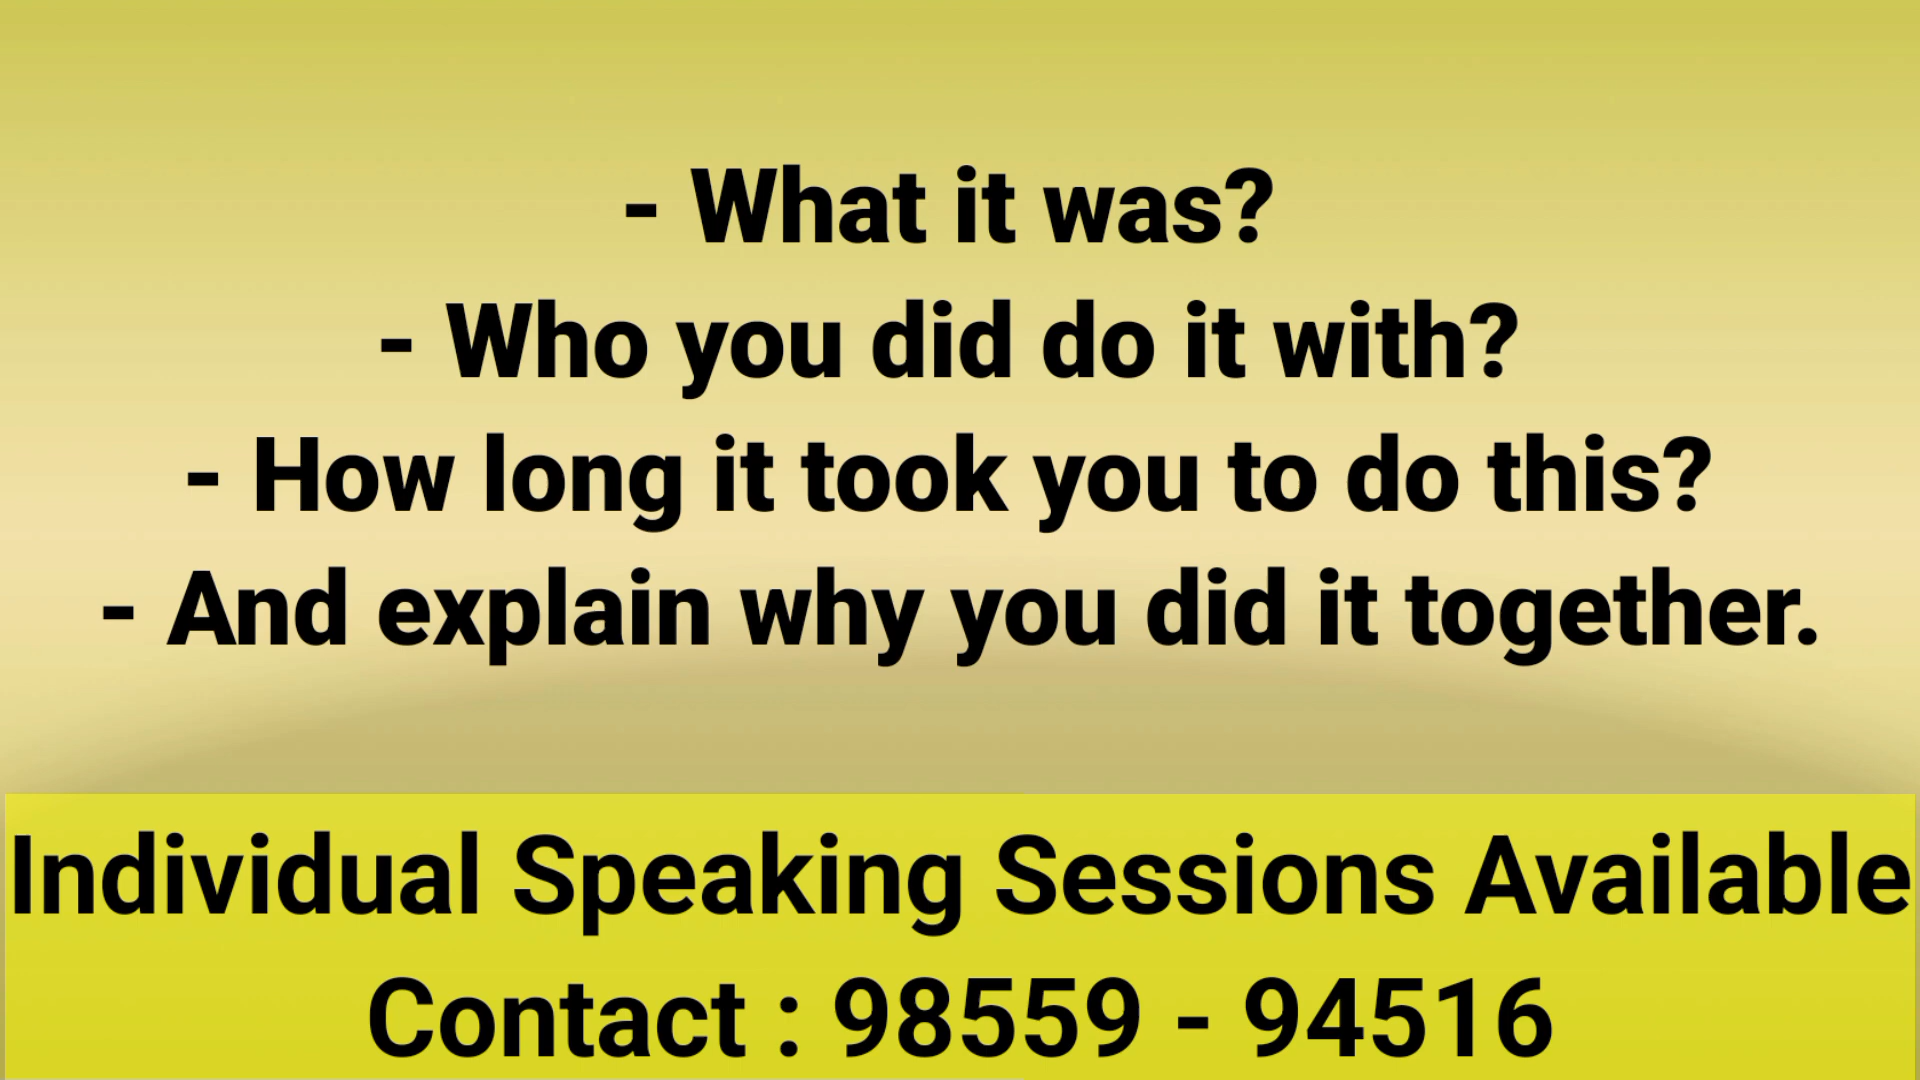 - What it was?
- Who you did do it with?
- How long it took you to do this?
- And explain why you did it together.
Individual Speaking Sessions Available
Contact : 98559 - 94516